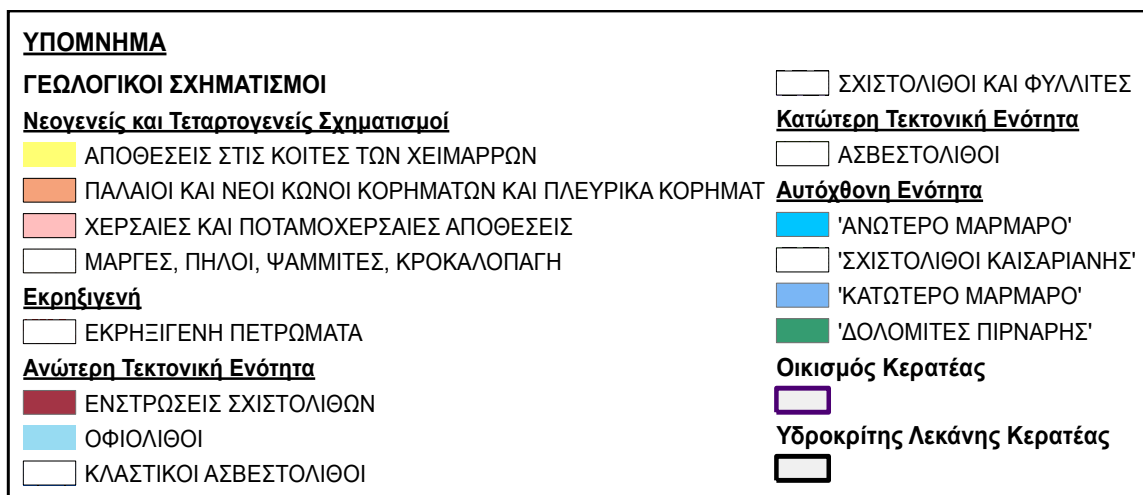 ΥΠΟΜΝΗΜΑ
ΓΕΩΛΟΓΙΚΟΙ ΣΧΗΜΑΤΙΣΜΟΙ
Νεογενείς και Τεταρτογενείς Σχηματισμοί
ΑΠΟΘΕΣΕΙΣ ΣΤΙΣ ΚΟΙΤΕΣ ΤΩΝ ΧΕΙΜΑΡΡΩΝ
ΠΑΛΑΙΟΙ ΚΑΙ ΝΕΟΙ ΚΩΝΟΙ ΚΟΡΗΜΑΤΩΝ ΚΑΙ ΠΛΕΥΡΙΚΑ ΚΟΡΗΜΑΤ
ΧΕΡΣΑΙΕΣ ΚΑΙ ΠΟΤΑΜΟΧΕΡΣΑΙΕΣ ΑΠΟΘΕΣΕΙΣ
ΜΑΡΓΕΣ, ΠΗΛΟΙ, ΨΑΜΜΙΤΕΣ, ΚΡΟΚΑΛΟΠΑΓΗ
Εκρηξιγενή
ΕΚΡΗΞΙΓΕΝΗ ΠΕΤΡΩΜΑΤΑ
Ανώτερη Τεκτονική Ενότητα
ΕΝΣΤΡΩΣΕΙΣ ΣΧΙΣΤΟΛΙΘΩΝ
ΟΦΙΟΛΙΘΟΙ
ΚΛΑΣΤΙΚΟΙ ΑΣΒΕΣΤΟΛΙΘΟΙ
ΣΧΙΣΤΟΛΙΘΟΙ ΚΑΙ ΦΥΛΛΙΤΕΣ
Κατώτερη Τεκτονική Ενότητα
ΑΣΒΕΣΤΟΛΙΘΟΙ
Αυτόχθονη Ενότητα
'ΑΝΩΤΕΡΟ ΜΑΡΜΑΡΟ'
'ΣΧΙΣΤΟΛΙΘΟΙ ΚΑΙΣΑΡΙΑΝΗΣ'
'ΚΑΤΩΤΕΡΟ ΜΑΡΜΑΡΟ'
'ΔΟΛΟΜΙΤΕΣ ΠΙΡΝΑΡΗΣ'
Οικισμός Κερατέας
Υδροκρίτης Λεκάνης Κερατέας